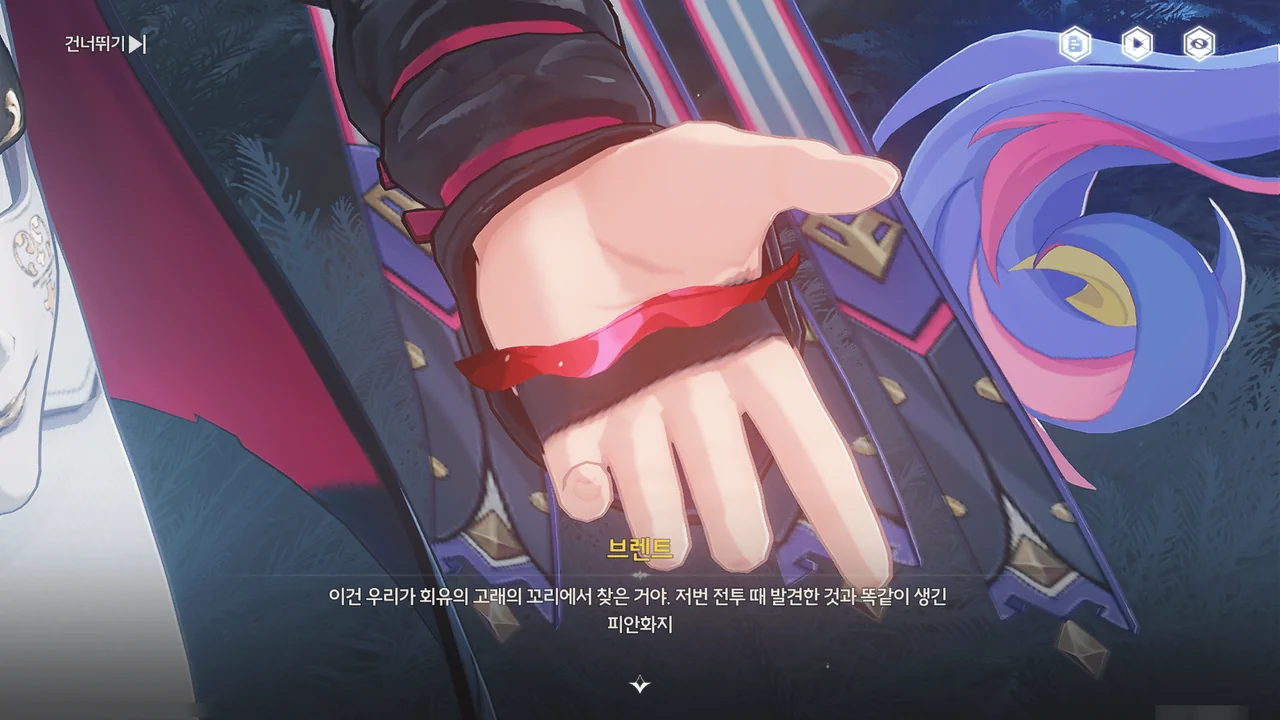 건너뛰기
브렌트
이건 우리가 회유의 고래의 꼬리에서 찾은 거야. 저번 전투 때 발견한 것과 똑같이 생긴
피안화지